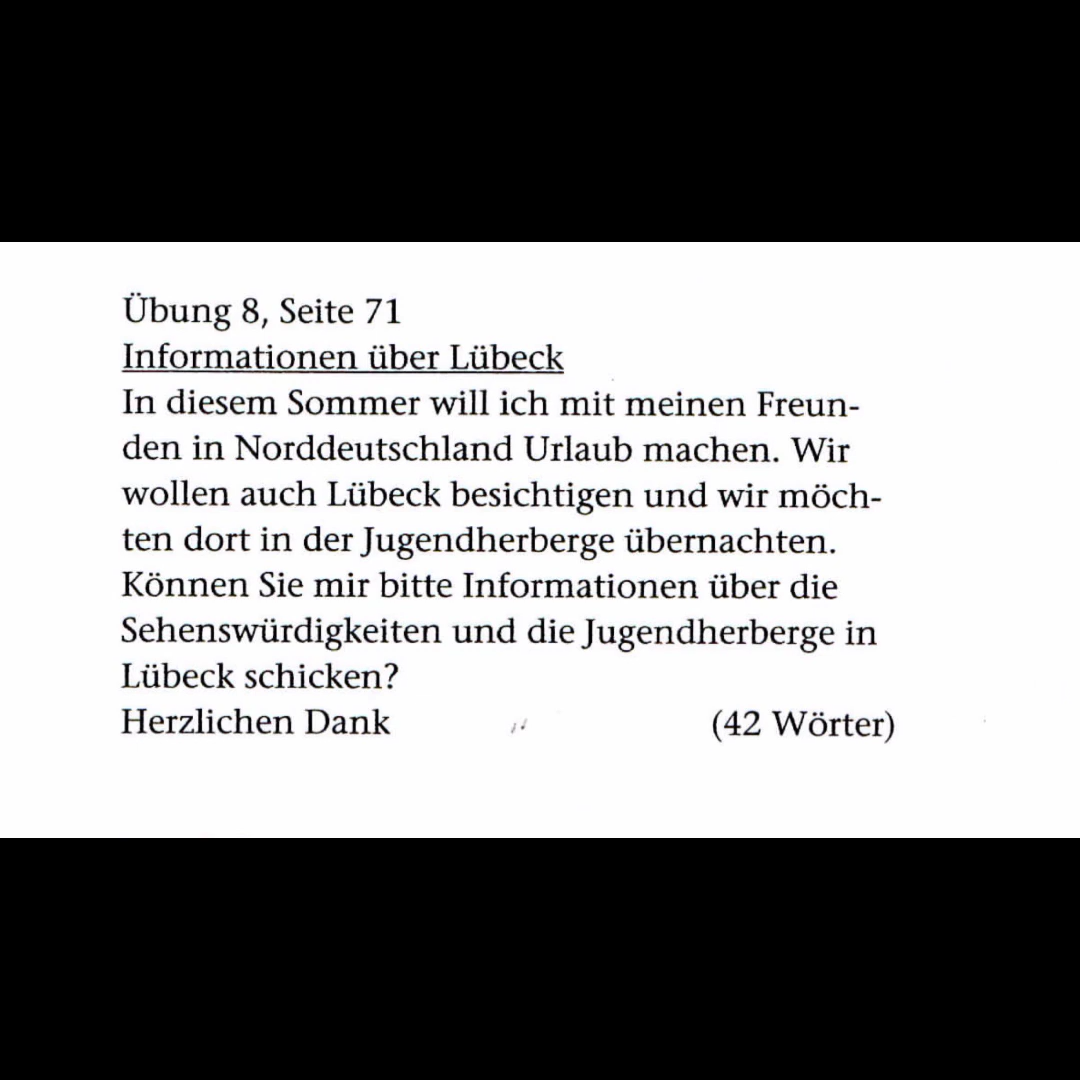 Übung 8, Seite 71
Informationen über Lübeck
In diesem Sommer will ich mit meinen Freun-
den in Norddeutschland Urlaub machen. Wir
wollen auch Lübeck besichtigen und wir möch-
ten dort in der Jugendherberge übernachten.
Können Sie mir bitte Informationen über die
Sehenswürdigkeiten und die Jugendherberge in
Lübeck schicken?
Herzlichen Dank (42 Wörter)